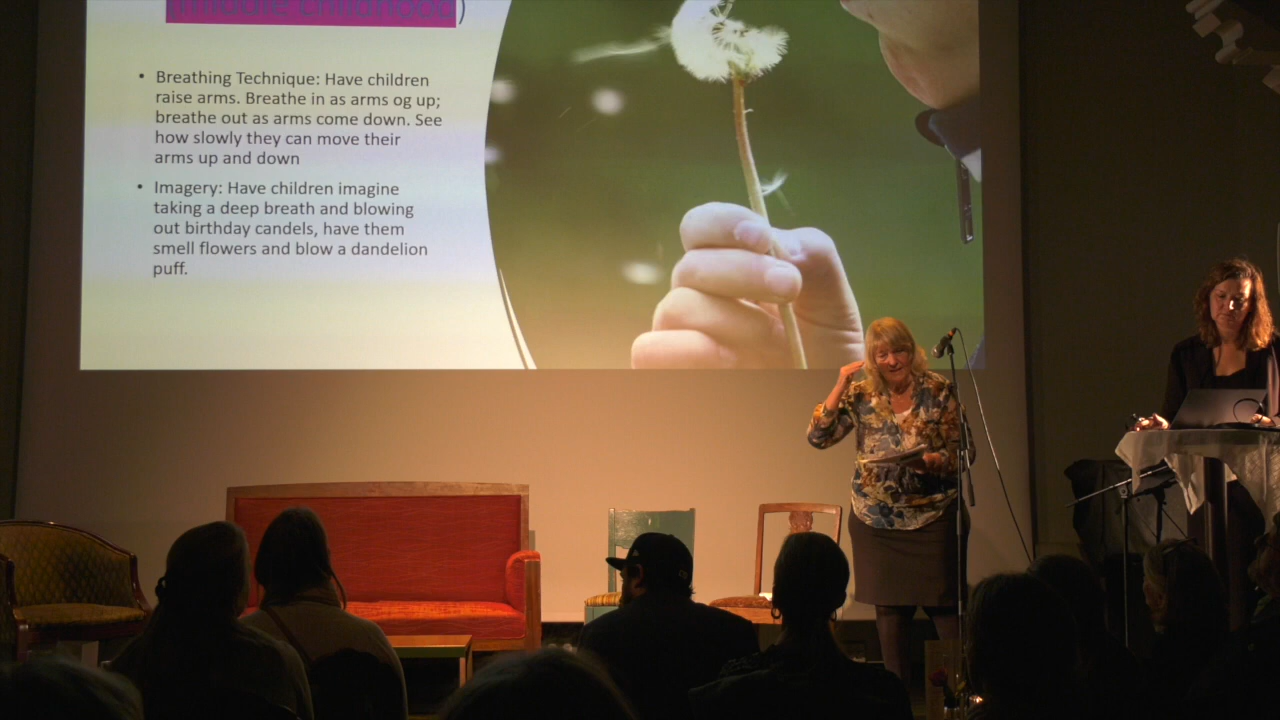 (middle childhood)
• Breathing Technique: Have children
raise arms. Breathe in as arms og up;
breathe out as arms come down. See
how slowly they can move their
arms up and down
• Imagery: Have children imagine
taking a deep breath and blowing
out birthday candels, have them
smell flowers and blow a dandelion
puff.